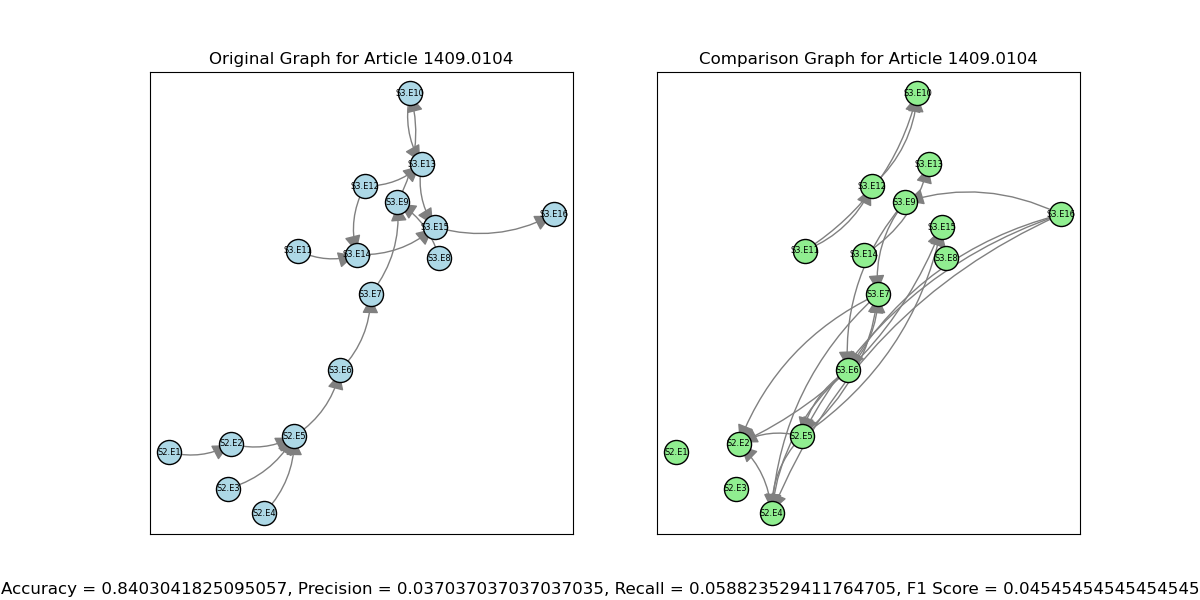 Original Graph for Article 1409.0104
Comparison Graph for Article 1409.0104
S3.E10
S3.E13
S3.E12
S3.E9
S3.E16
S3.E15
S3.E11
S3.E14
S3.E8
S3.E7
S3.E6
S2.E5
S2.E2
S2.E1
S2.E3
S2.E4
S3.E10
S3.E13
S3.E12
S3.E9
S3.E16
S3.E15
S3.E11
S3.E14
S3.E8
S3.E7
S3.E6
S2.E5
S2.E2
S2.E1
S2.E3
S2.E4
Accuracy = 0.8403041825095057, Precision = 0.037037037037037035, Recall = 0.058823529411764705, F1 Score = 0.045454545454545454